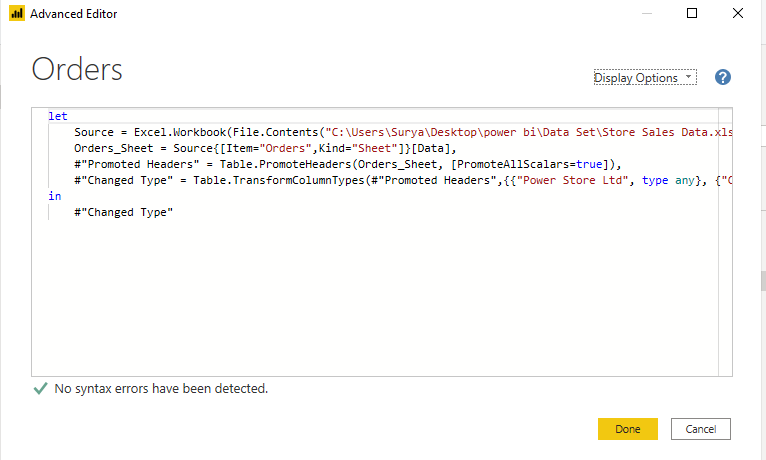 Advanced Editor
Orders
Display Options
?
let
Source = Excel.Workbook(File.Contents("C:\Users\Surya\Desktop\power bi\Data Set\Store Sales Data.xls
Orders_Sheet = Source{[Item="Orders",Kind="Sheet"]}[Data],
#"Promoted Headers" = Table.PromoteHeaders(Orders_Sheet, [PromoteAllScalars=true]),
#"Changed Type" = Table.TransformColumnTypes(#"Promoted Headers",{{"Power Store Ltd", type any}, {"C
in
#"Changed Type"
No syntax errors have been detected.
Done Cancel